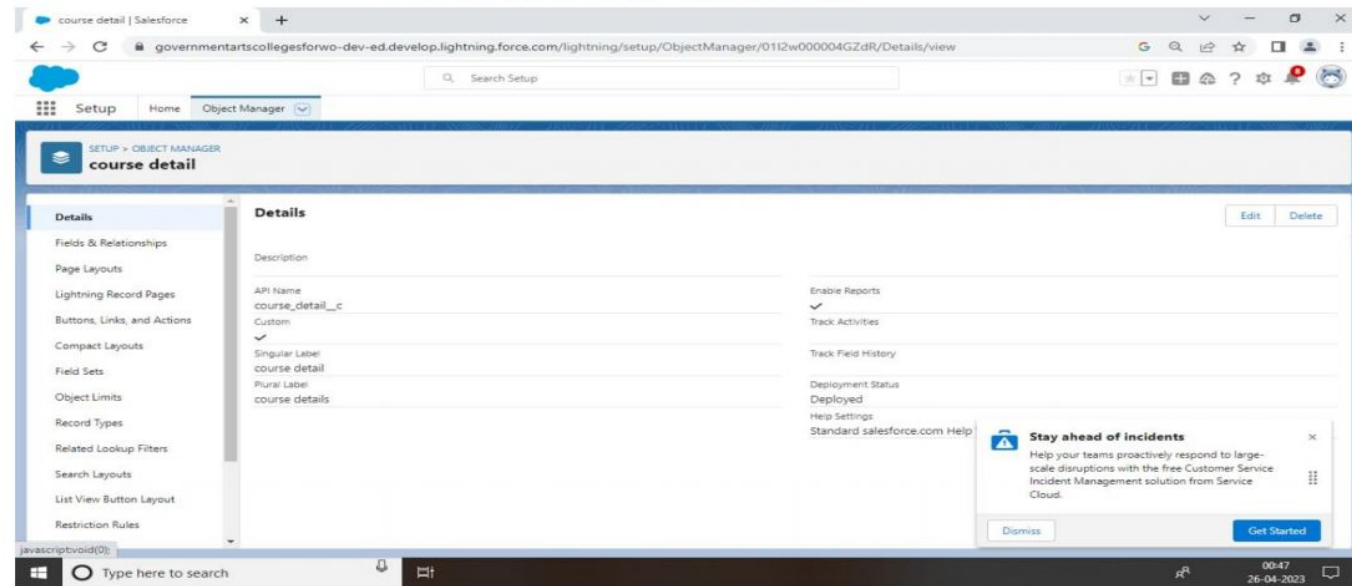 course detail | Salesforce
governmentartscollegesforwo-dev-ed.develop.lightning.force.com/lightning/setup/ObjectManager/01I2w000004GZdR/Details/view
Search Setup
Setup Home Object Manager
SETUP > OBJECT MANAGER
course detail
Details
Fields & Relationships
Page Layouts
Lightning Record Pages
Buttons, Links, and Actions
Compact Layouts
Field Sets
Object Limits
Record Types
Related Lookup Filters
Search Layouts
List View Button Layout
Restriction Rules
Details
Edit Delete
Description
API Name
course_detail__c
Custom
Singular Label
course detail
Plural Label
course details
Enable Reports
Track Activities
Track Field History
Deployment Status
Deployed
Help Settings
Standard salesforce.com Help
Stay ahead of incidents
Help your teams proactively respond to large-
scale disruptions with the free Customer Service
Incident Management solution from Service
Cloud.
Dismiss Get Started
javascript:void(0);
Type here to search
00:47
26-04-2023